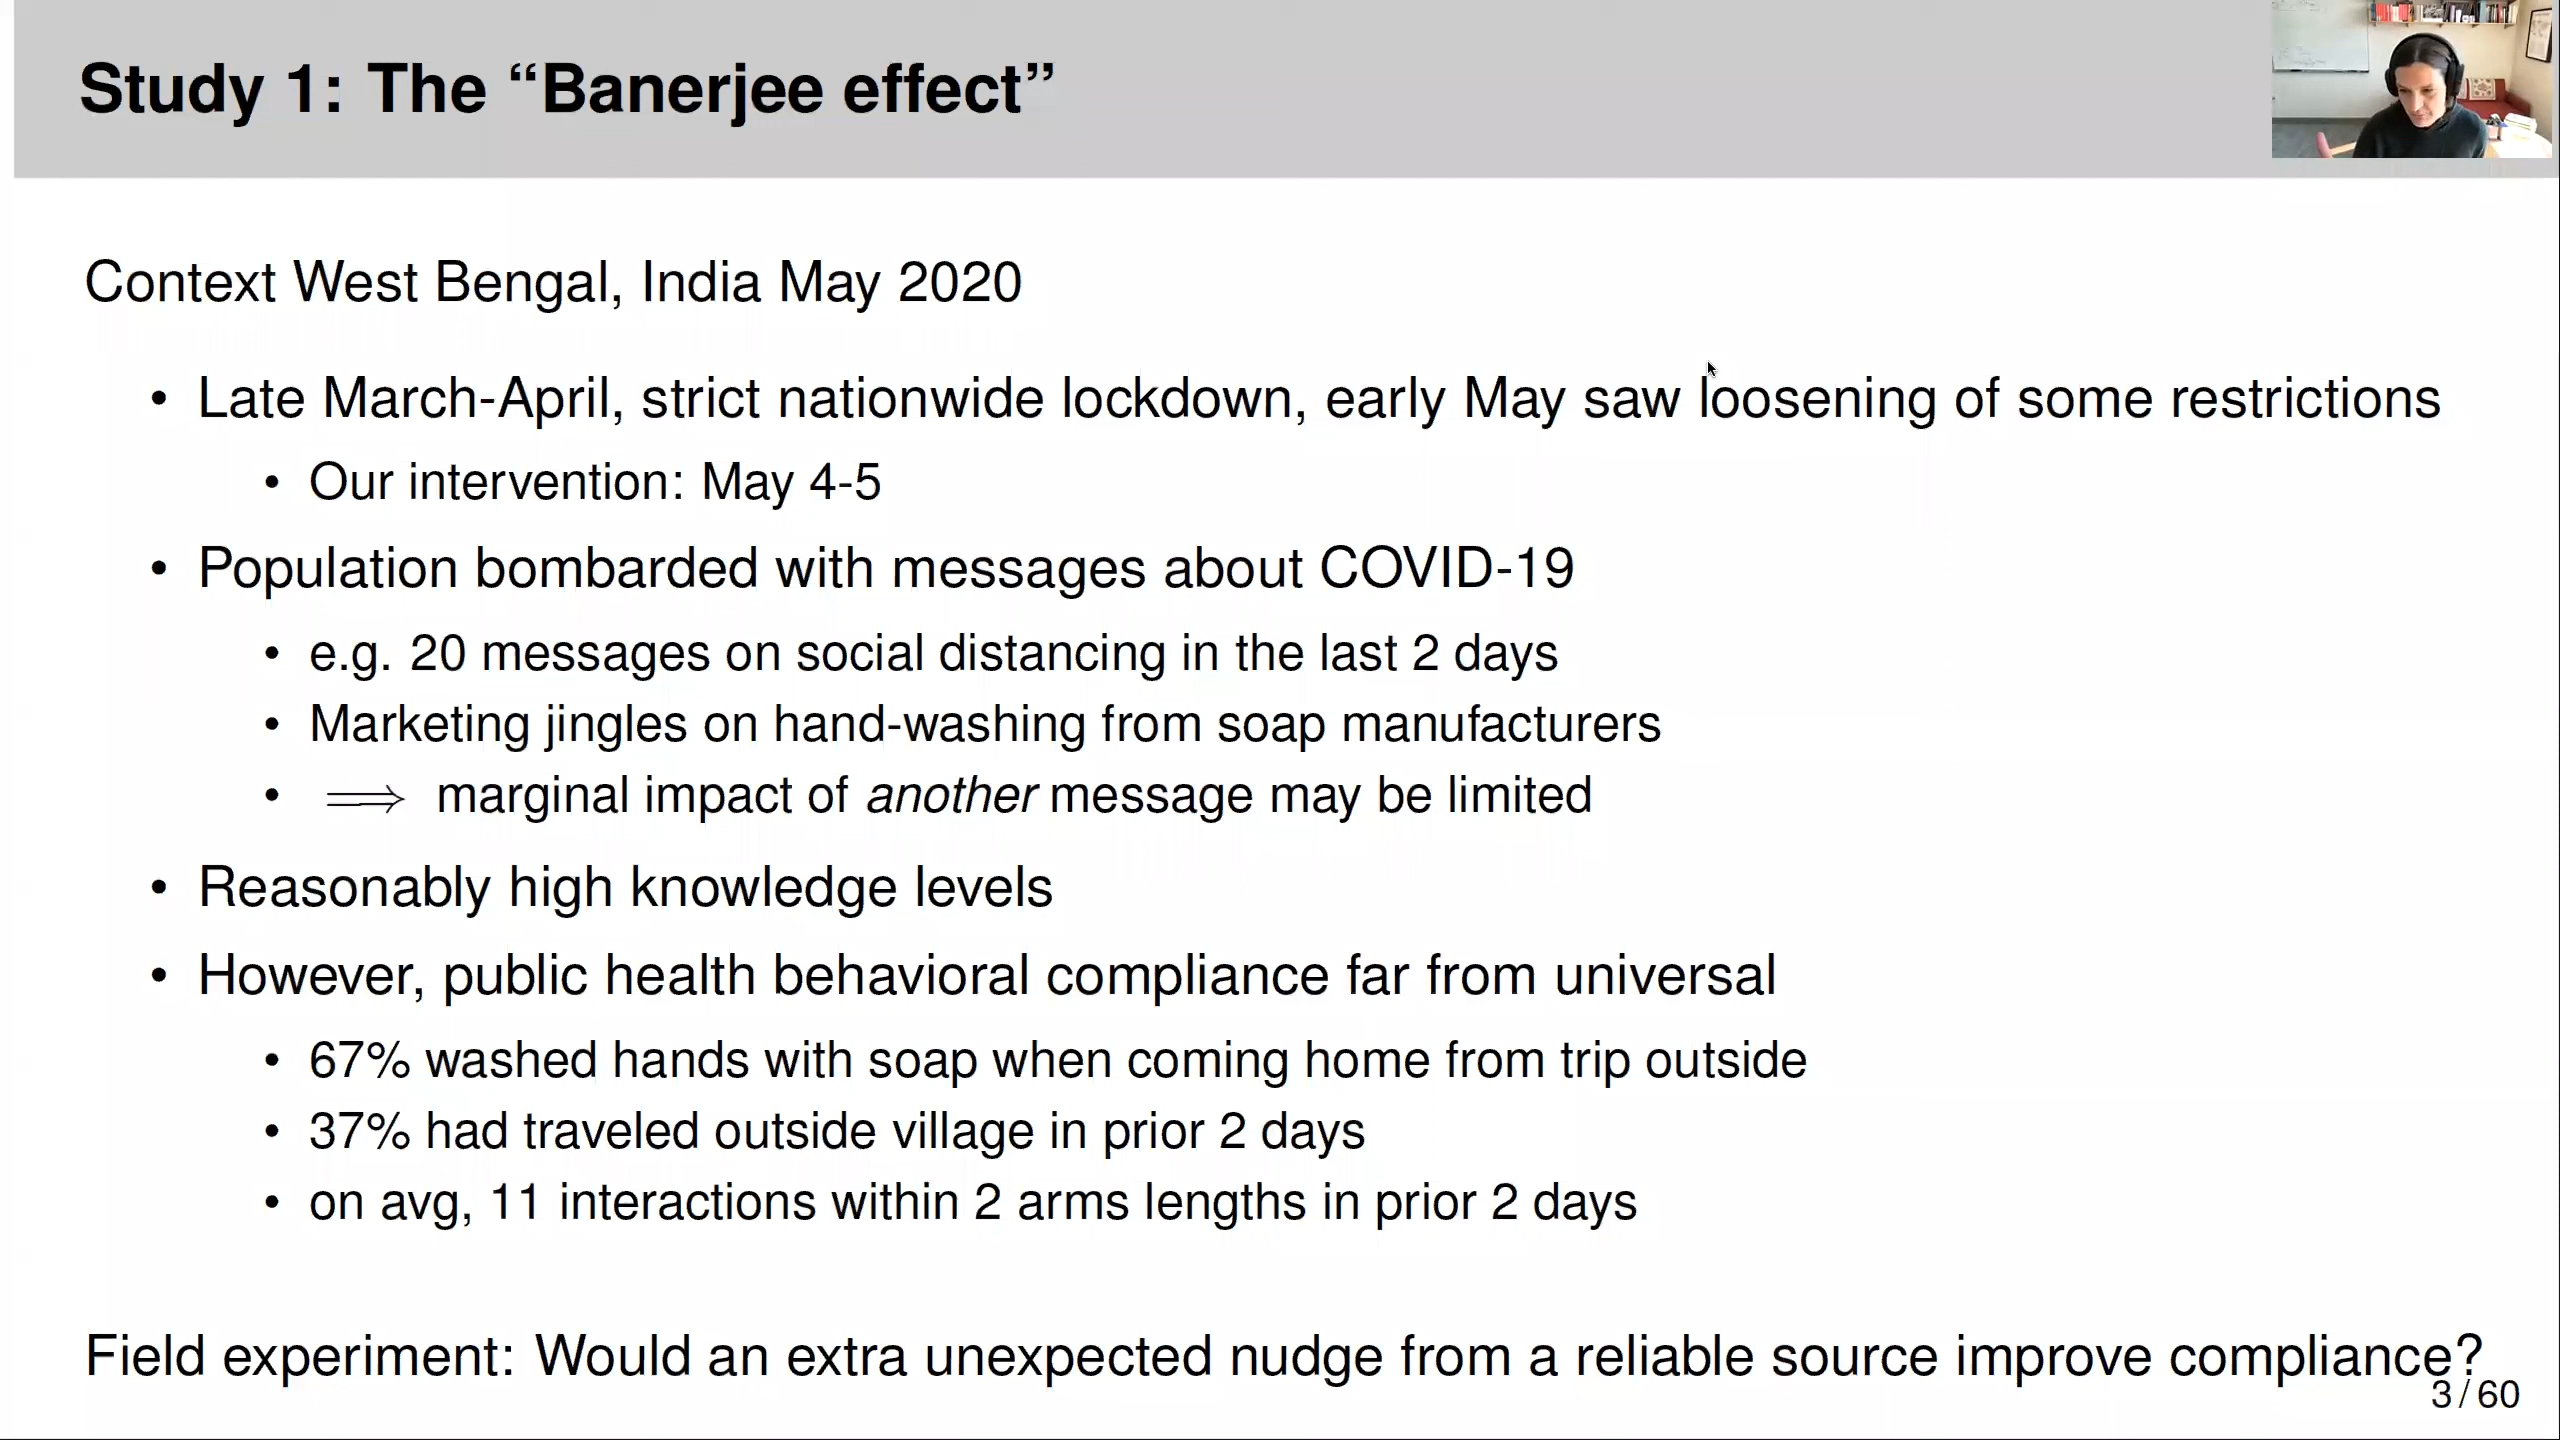 Study 1: The “Banerjee effect”
Context West Bengal, India May 2020
• Late March-April, strict nationwide lockdown, early May saw loosening of some restrictions
• Our intervention: May 4-5
• Population bombarded with messages about COVID-19
• e.g. 20 messages on social distancing in the last 2 days
• Marketing jingles on hand-washing from soap manufacturers
• ⟹ marginal impact of another message may be limited
• Reasonably high knowledge levels
• However, public health behavioral compliance far from universal
• 67% washed hands with soap when coming home from trip outside
• 37% had traveled outside village in prior 2 days
• on avg, 11 interactions within 2 arms lengths in prior 2 days
Field experiment: Would an extra unexpected nudge from a reliable source improve compliance?
3 / 60